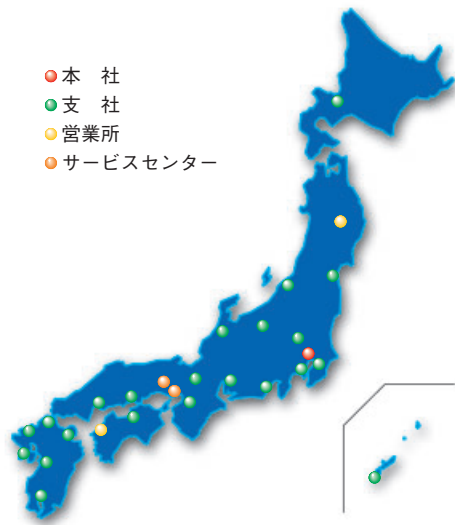 本　社
支　社
営業所
サービスセンター